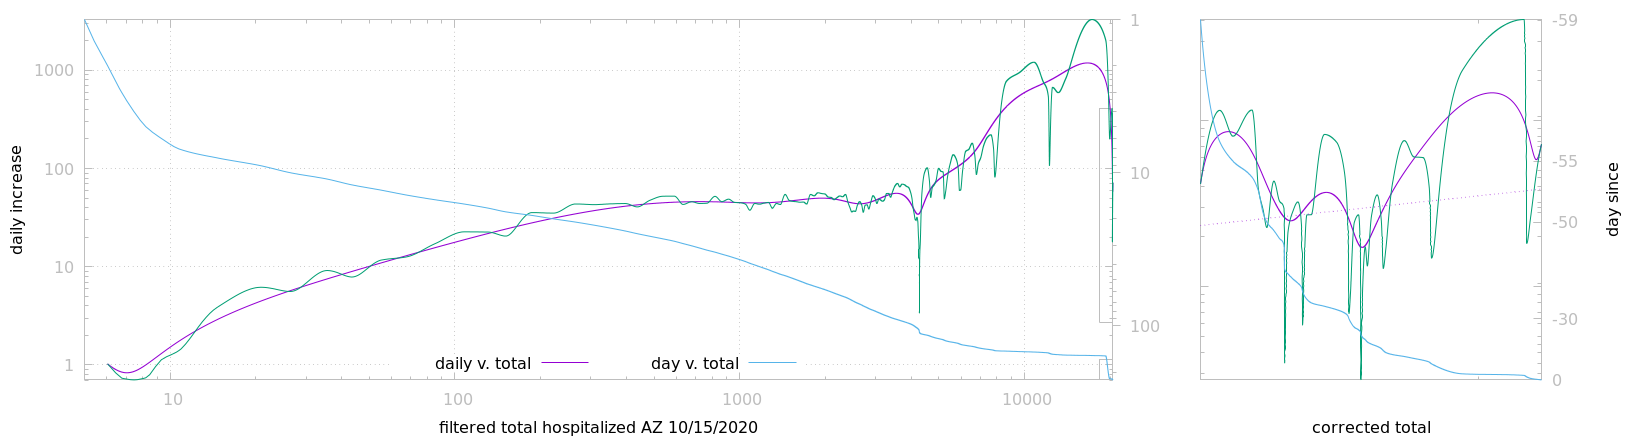 1
-59
1000
daily increase
100
10
-55
-50
day since
10
100
-30
1
daily v. total
day v. total
0
10
100
1000
10000
filtered total hospitalized AZ 10/15/2020
corrected total